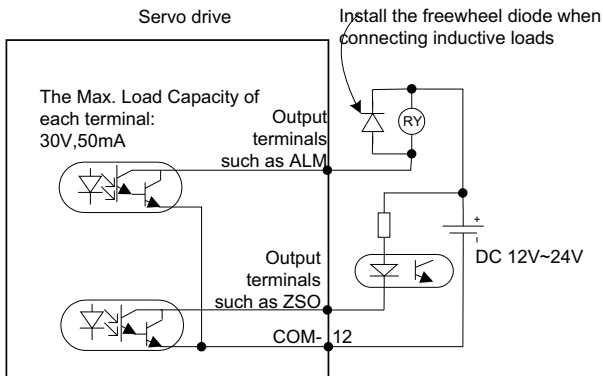 Servo drive
Install the freewheel diode when
connecting inductive loads
The Max. Load Capacity of
each terminal:
30V,50mA
Output
terminals
such as ALM
RY
+
-
DC 12V~24V
Output
terminals
such as ZSO
COM- 12